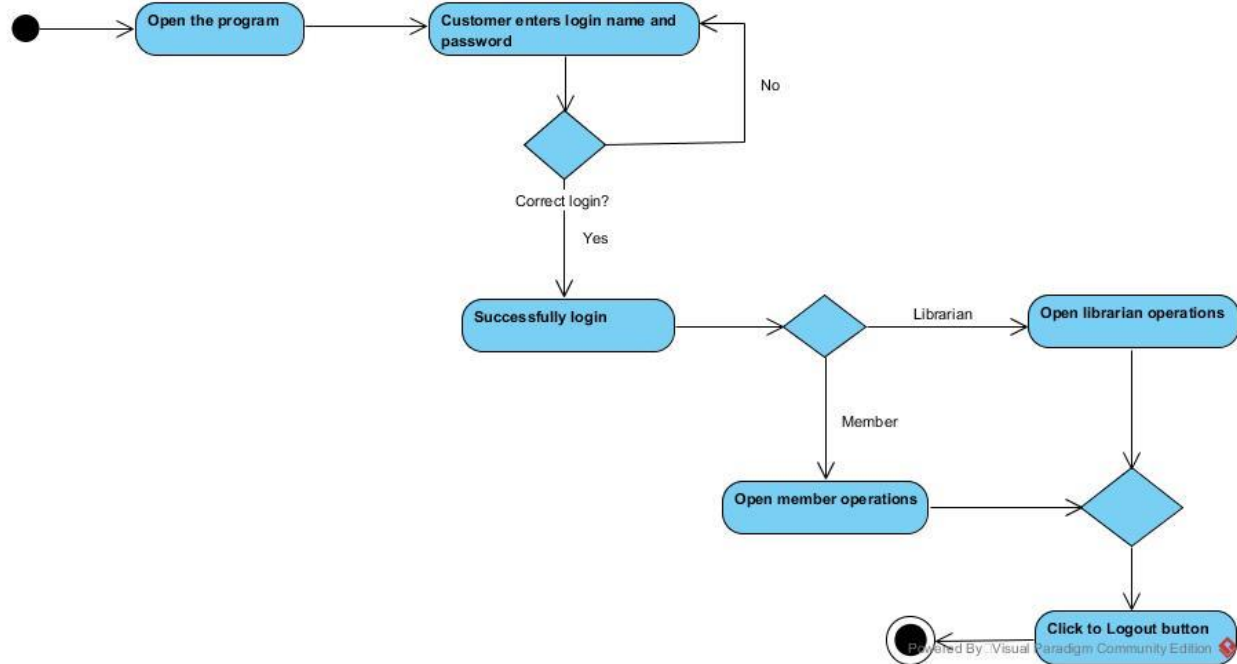 Open the program
Customer enters login name and
password
No
Correct login?
Yes
Successfully login
Librarian
Open librarian operations
Member
Open member operations
Click to Logout button
Powered By Visual Paradigm Community Edition